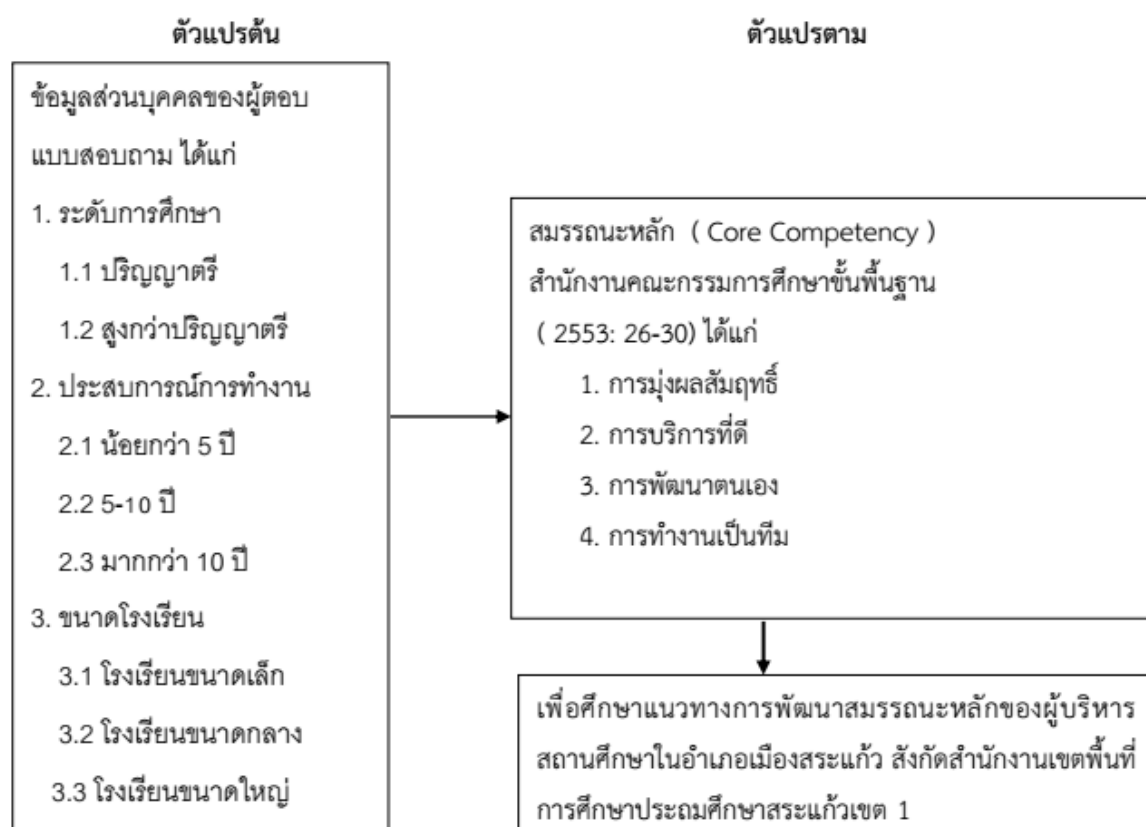 ตัวแปรต้น
ตัวแปรตาม
ข้อมูลส่วนบุคคลของผู้ตอบ
แบบสอบถาม ได้แก่
1. ระดับการศึกษา
1.1 ปริญญาตรี
1.2 สูงกว่าปริญญาตรี
2. ประสบการณ์การทำงาน
2.1 น้อยกว่า 5 ปี
2.2 5-10 ปี
2.3 มากกว่า 10 ปี
3. ขนาดโรงเรียน
3.1 โรงเรียนขนาดเล็ก
3.2 โรงเรียนขนาดกลาง
3.3 โรงเรียนขนาดใหญ่
สมรรถนะหลัก ( Core Competency )
สำนักงานคณะกรรมการศึกษาขั้นพื้นฐาน
( 2553: 26-30) ได้แก่
1. การมุ่งผลสัมฤทธิ์
2. การบริการที่ดี
3. การพัฒนาตนเอง
4. การทำงานเป็นทีม
เพื่อศึกษาแนวทางการพัฒนาสมรรถนะหลักของผู้บริหาร
สถานศึกษาในอำเภอเมืองสระแก้ว สังกัดสำนักงานเขตพื้นที่
การศึกษาประถมศึกษาสระแก้วเขต 1